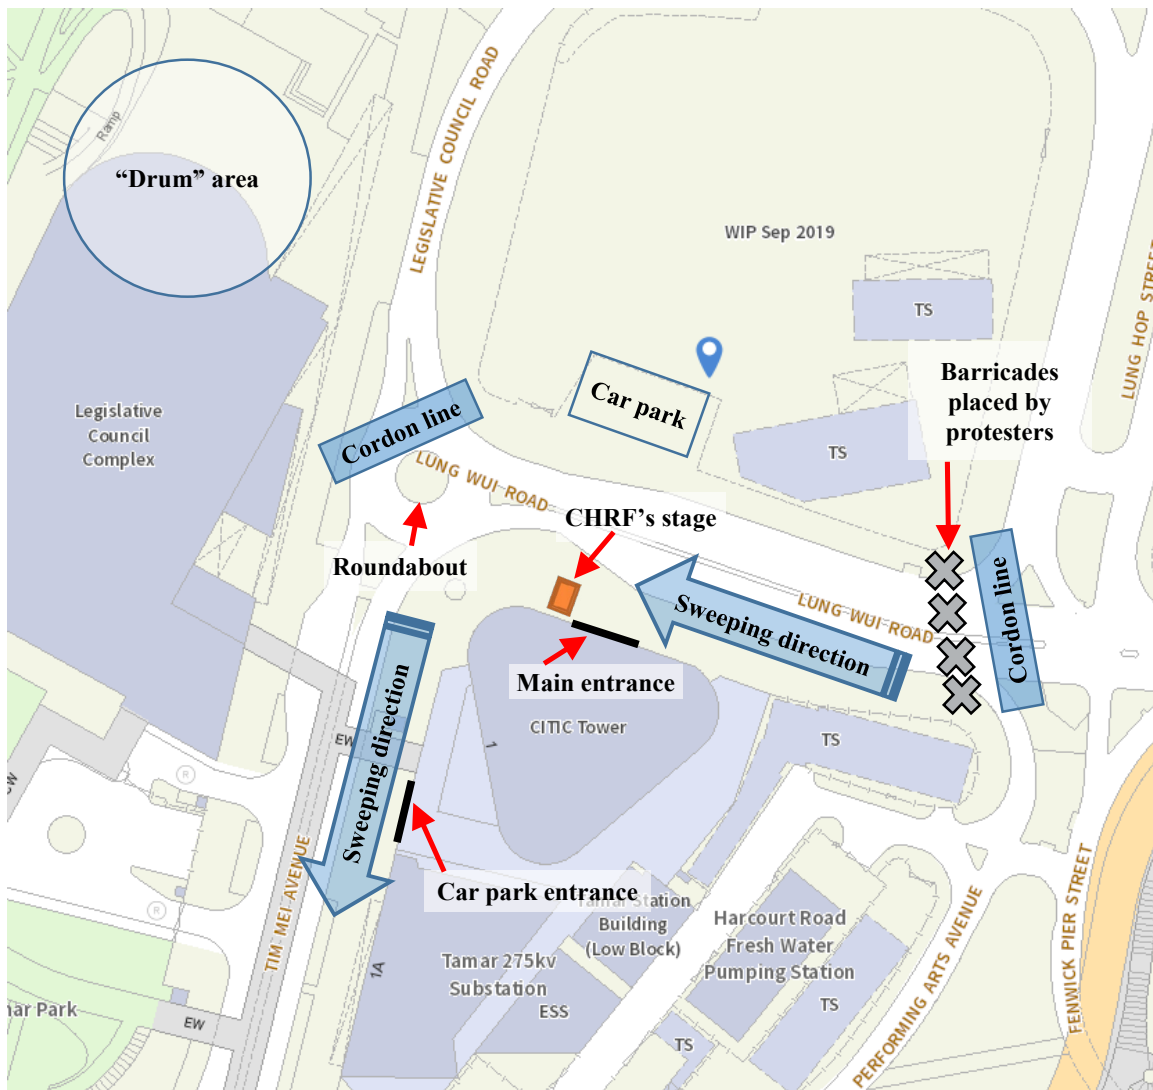 LEGISLATIVE COUNCIL ROAD
Ramp
“Drum” area
WIP Sep 2019
LUNG HOP STREET
TS
Barricades
placed by
protesters
Car park
Legislative
Council
Complex
Cordon line
TS
LUNG WUI ROAD
CHRF’s stage
Roundabout
LUNG WUI ROAD
Sweeping direction
Cordon line
Main entrance
CITIC Tower
1
TS
EW
R
Sweeping direction
TIM MEI AVENUE
Car park entrance
R
Tamar Station
Building
(Low Block)
Harcourt Road
Fresh Water
Pumping Station
PERFORMING ARTS AVENUE
FENWICK PIER STREET
1A
Tamar 275kv
Substation
ESS
TS
TS
mar Park
EW